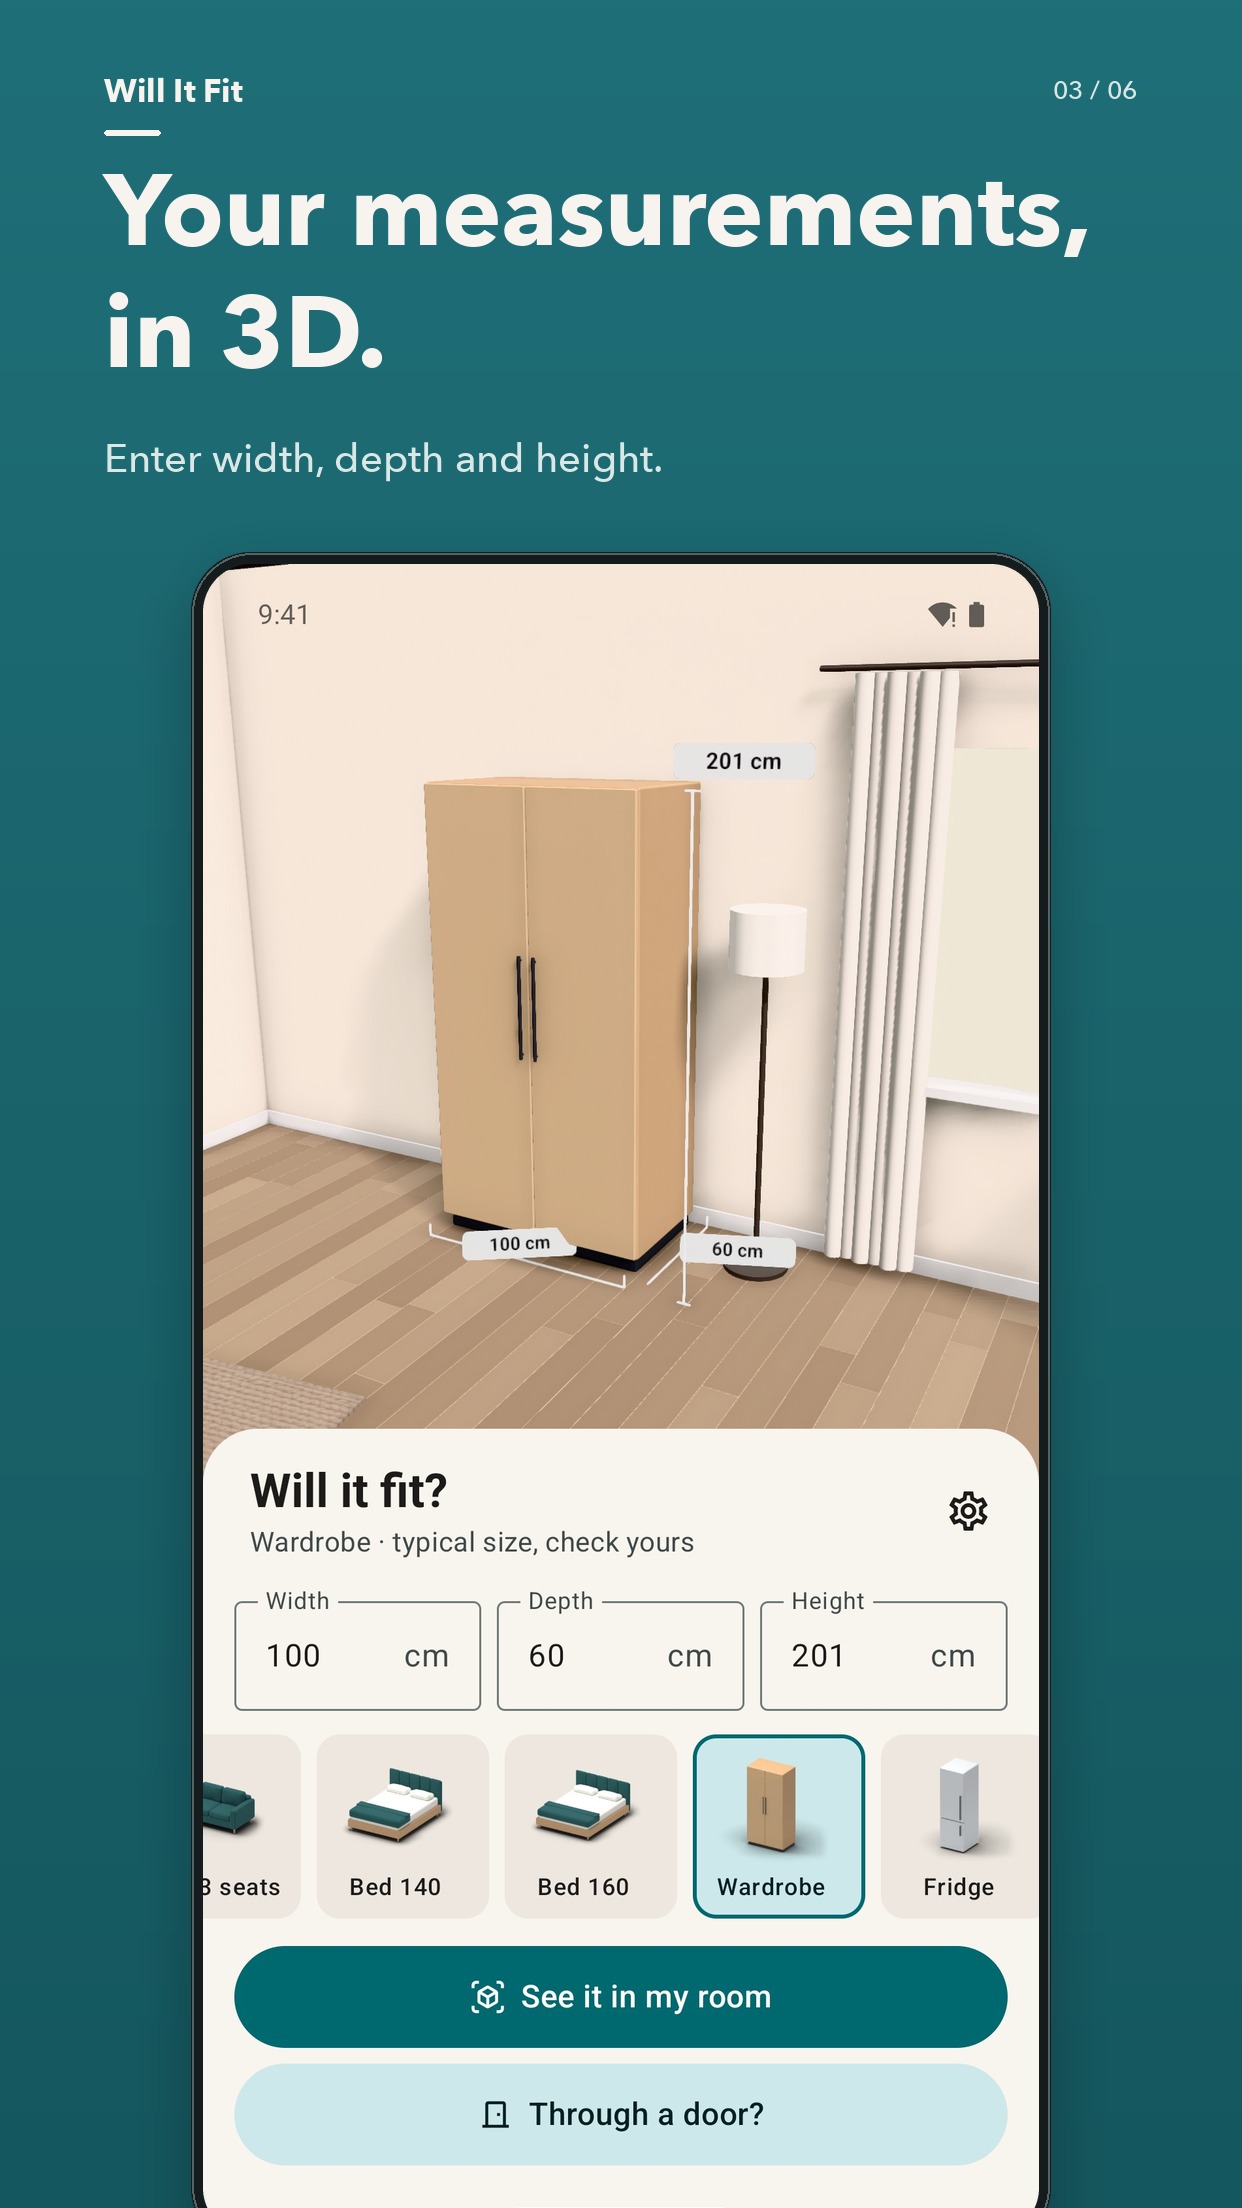 Will It Fit
03 / 06
Your measurements,
in 3D.
Enter width, depth and height.
9:41
201 cm
100 cm
60 cm
Will it fit?
Wardrobe · typical size, check yours
Width
Depth
Height
100 cm
60 cm
201 cm
3 seats
Bed 140
Bed 160
Wardrobe
Fridge
See it in my room
Through a door?